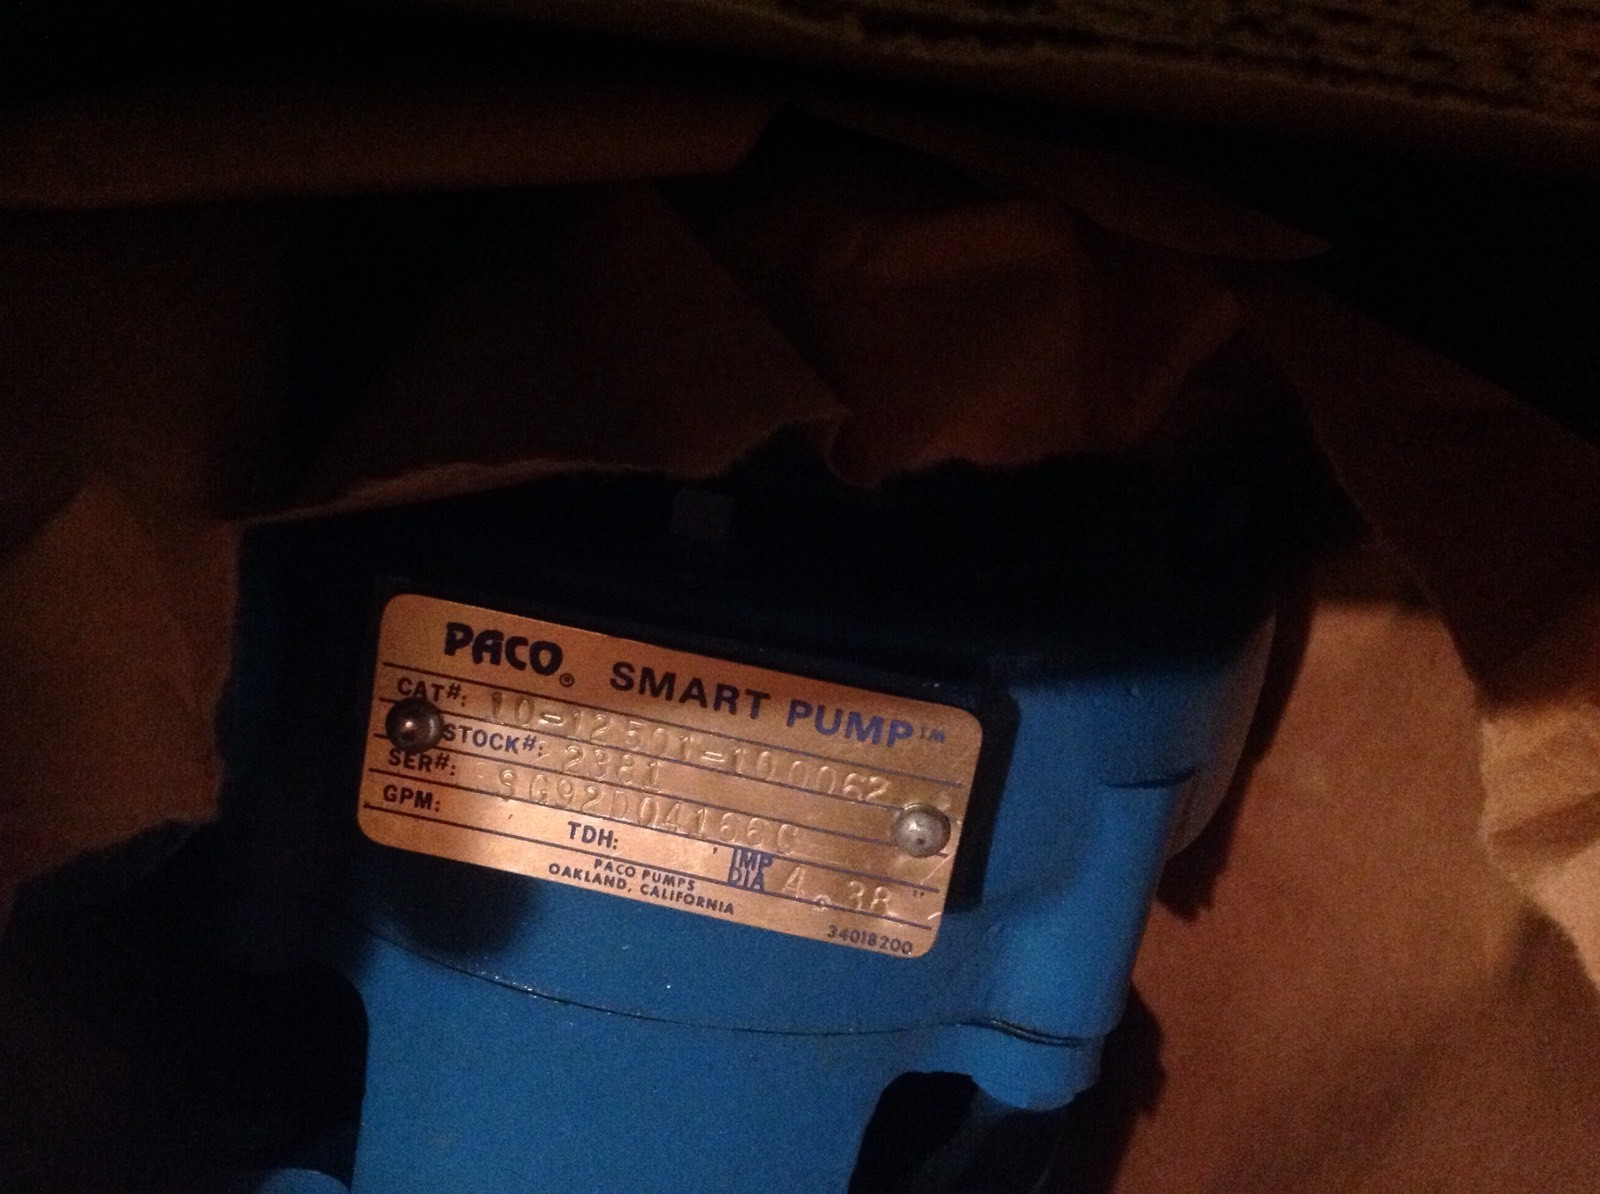 PACO® SMART PUMP™
CAT#: 10-12501-100062
STOCK#: 2381
SER#: SG92D04166C
GPM: TDH: ' IMP DIA 4.38 "
PACO PUMPS
OAKLAND, CALIFORNIA
34018200